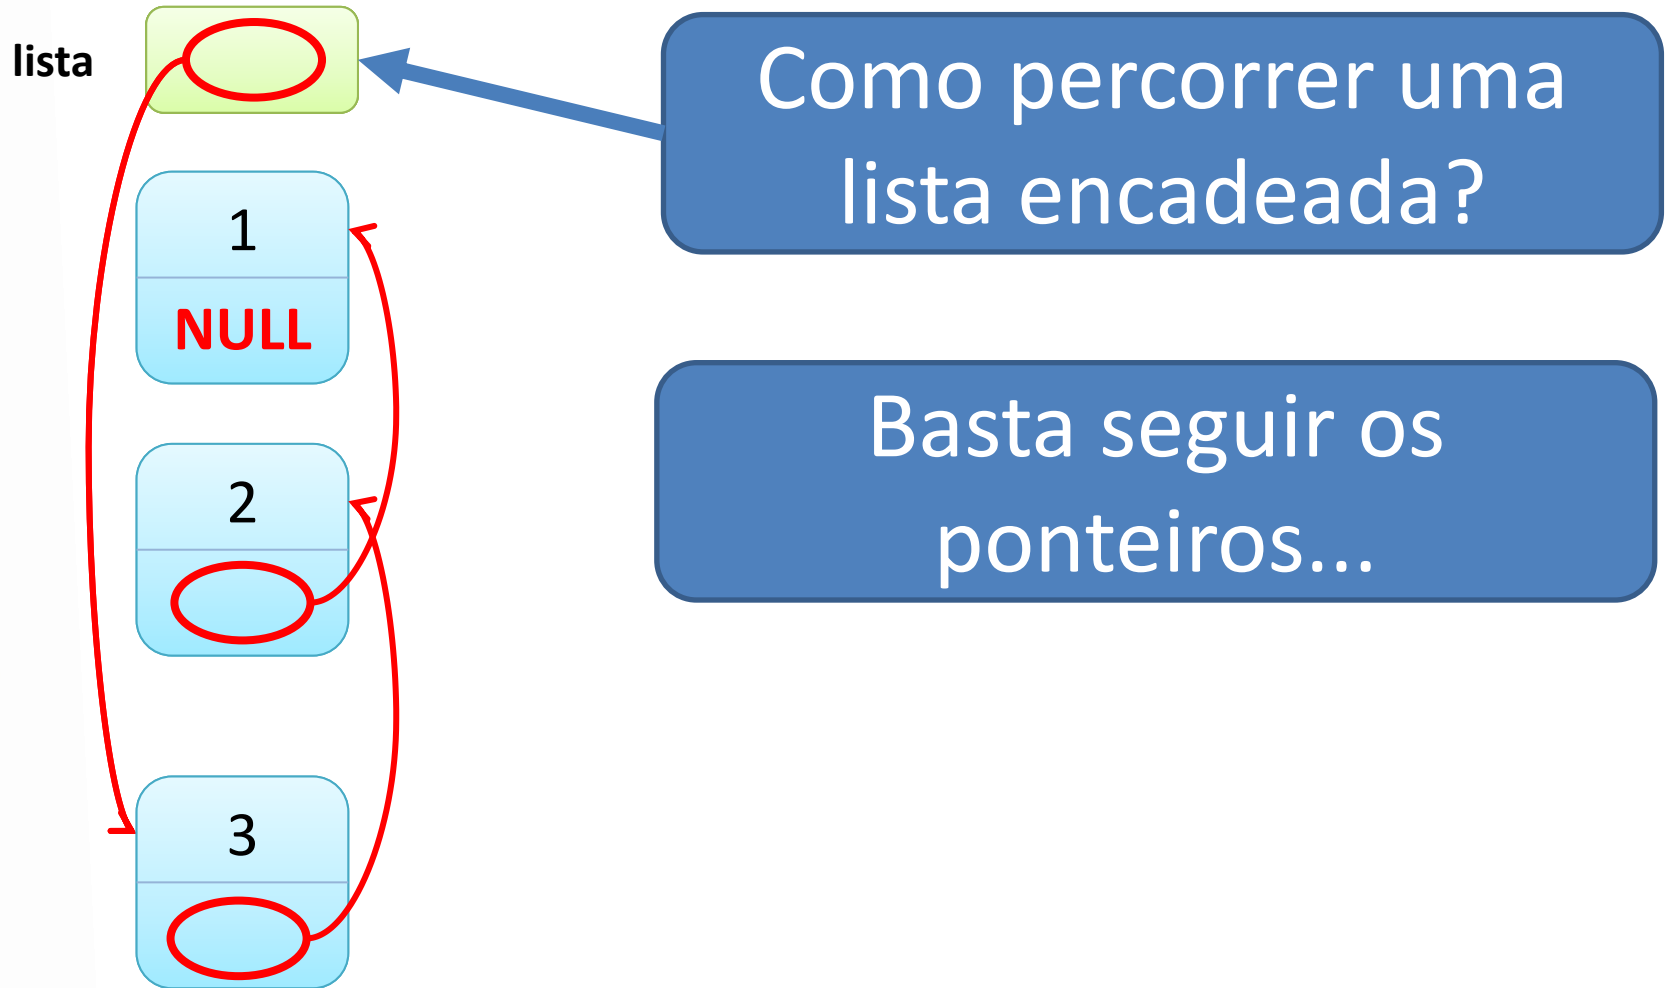 lista
Como percorrer uma
lista encadeada?
1
NULL
Basta seguir os
ponteiros...
2
3